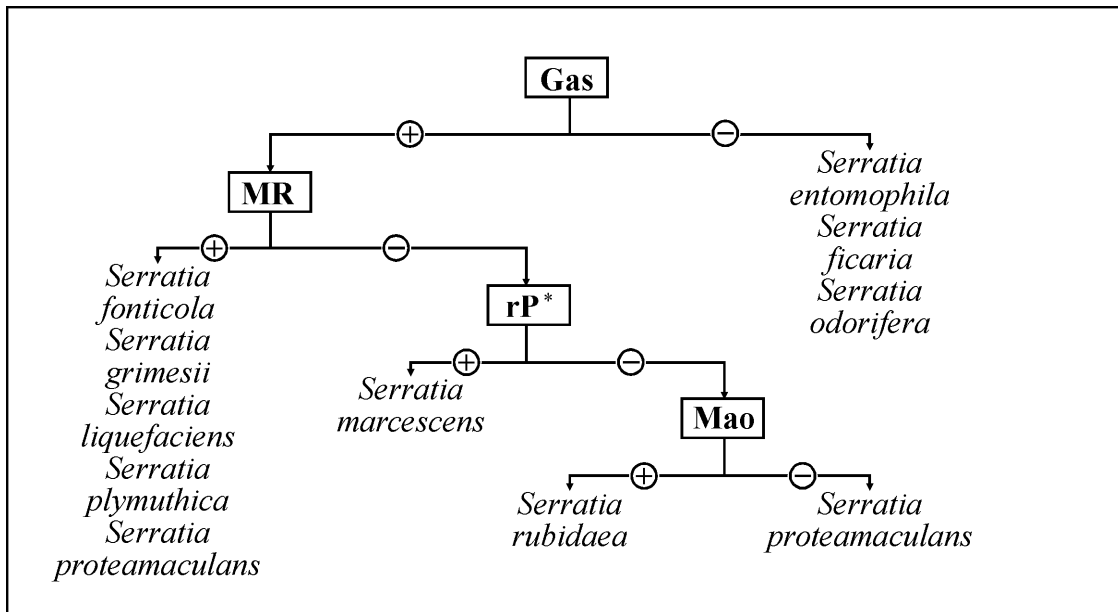 Gas
+
−
MR
Serratia
entomophila
Serratia
ficaria
Serratia
odorifera
+
−
Serratia
fonticola
Serratia
grimesii
Serratia
liquefaciens
Serratia
plymuthica
Serratia
proteamaculans
rP*
+
−
Serratia
marcescens
Mao
+
−
Serratia
rubidaea
Serratia
proteamaculans